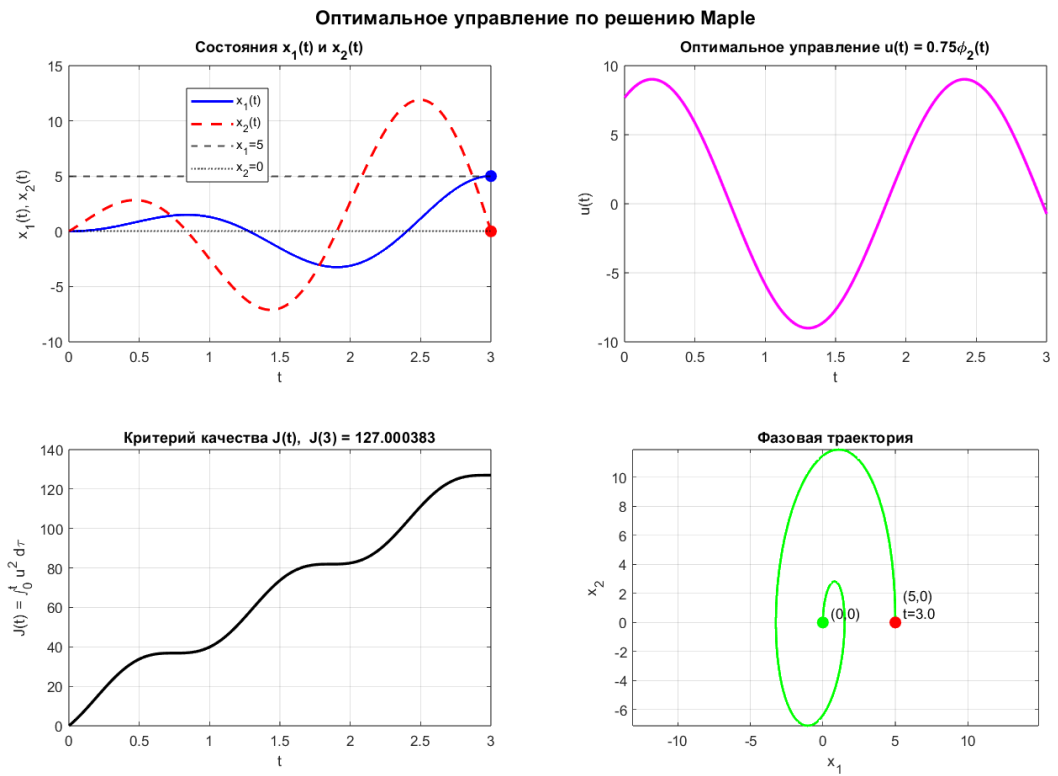 Оптимальное управление по решению Maple
Состояния x₁(t) и x₂(t)
15
10
5
0
-5
-10
x₁(t), x₂(t)
x₁(t)
x₂(t)
x₁=5
x₂=0
0 0.5 1 1.5 2 2.5 3
t
Оптимальное управление u(t) = 0.75ϕ₂(t)
10
5
0
-5
-10
u(t)
0 0.5 1 1.5 2 2.5 3
t
Критерий качества J(t), J(3) = 127.000383
140
120
100
80
60
40
20
0
J(t) = ∫₀ᵗ u² dτ
0 0.5 1 1.5 2 2.5 3
t
Фазовая траектория
10
8
6
4
2
0
-2
-4
-6
x₂
(0,0)
(5,0)
t=3.0
-10 -5 0 5 10
x₁